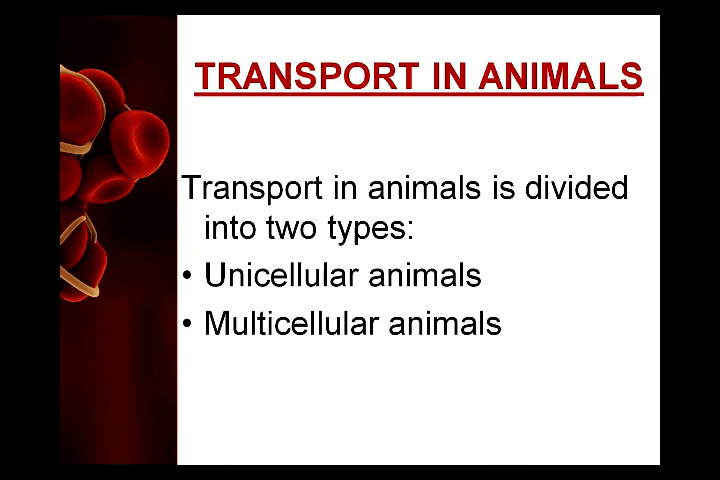 TRANSPORT IN ANIMALS
Transport in animals is divided
into two types:
• Unicellular animals
• Multicellular animals